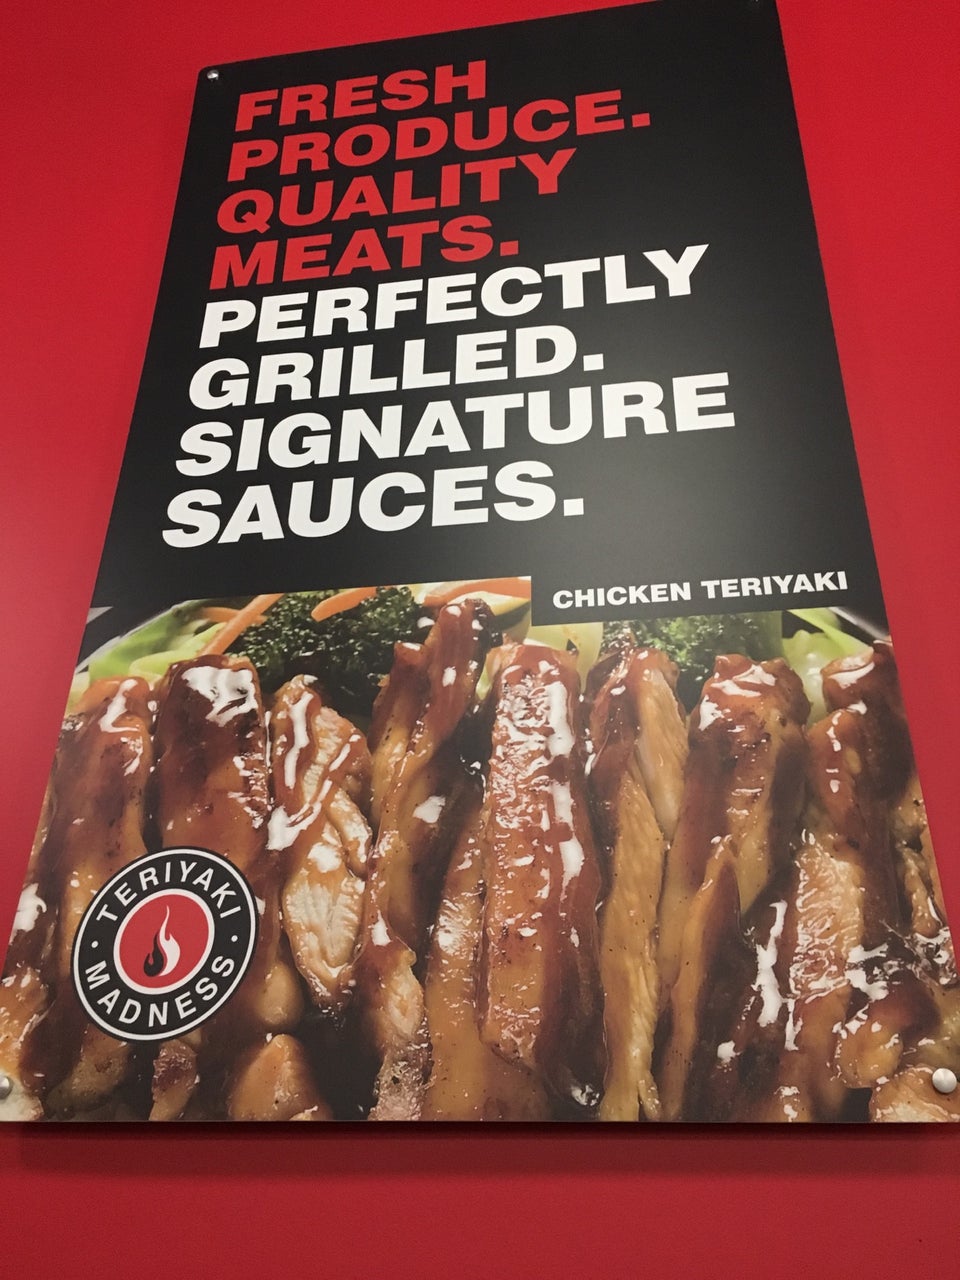 FRESH
PRODUCE.
QUALITY
MEATS.
PERFECTLY
GRILLED.
SIGNATURE
SAUCES.
CHICKEN TERIYAKI
TERIYAKI
MADNESS